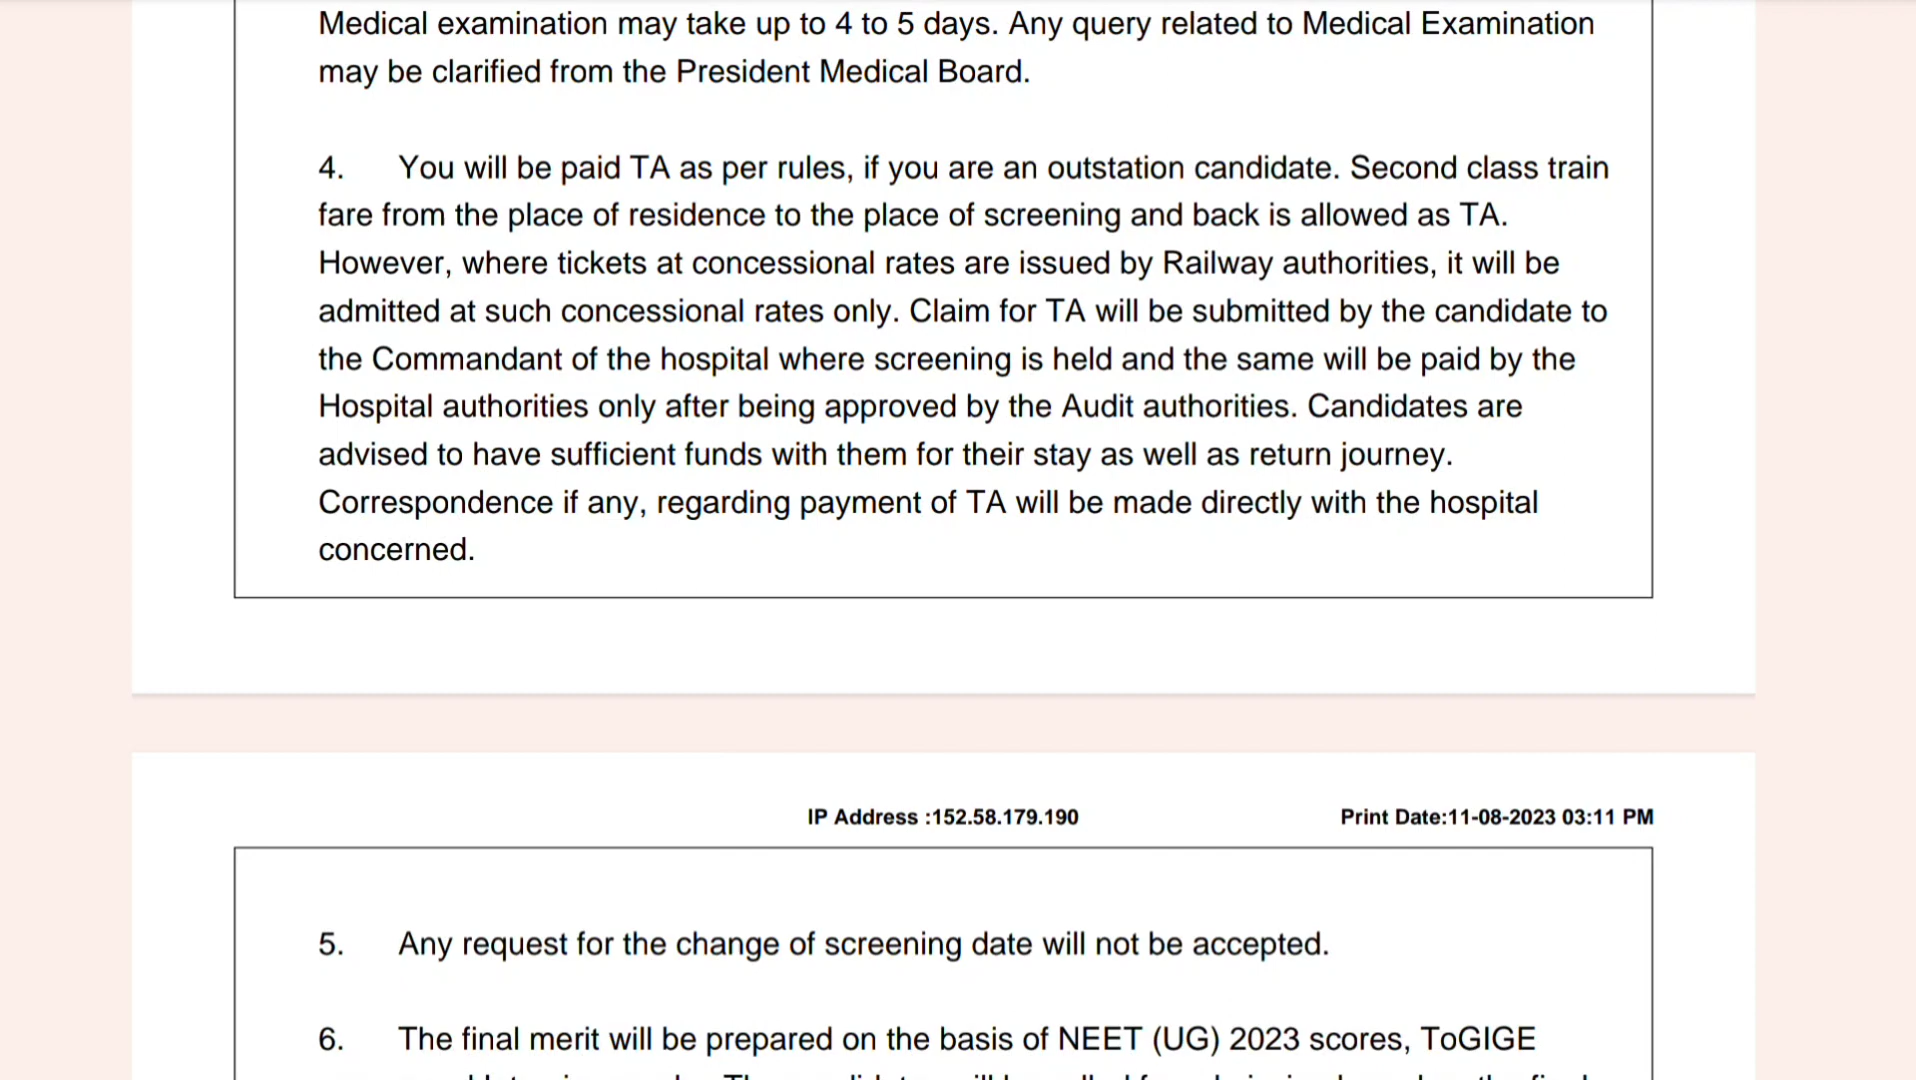 Medical examination may take up to 4 to 5 days. Any query related to Medical Examination
may be clarified from the President Medical Board.
4. You will be paid TA as per rules, if you are an outstation candidate. Second class train
fare from the place of residence to the place of screening and back is allowed as TA.
However, where tickets at concessional rates are issued by Railway authorities, it will be
admitted at such concessional rates only. Claim for TA will be submitted by the candidate to
the Commandant of the hospital where screening is held and the same will be paid by the
Hospital authorities only after being approved by the Audit authorities. Candidates are
advised to have sufficient funds with them for their stay as well as return journey.
Correspondence if any, regarding payment of TA will be made directly with the hospital
concerned.
IP Address :152.58.179.190 Print Date:11-08-2023 03:11 PM
5. Any request for the change of screening date will not be accepted.
6. The final merit will be prepared on the basis of NEET (UG) 2023 scores, ToGIGE